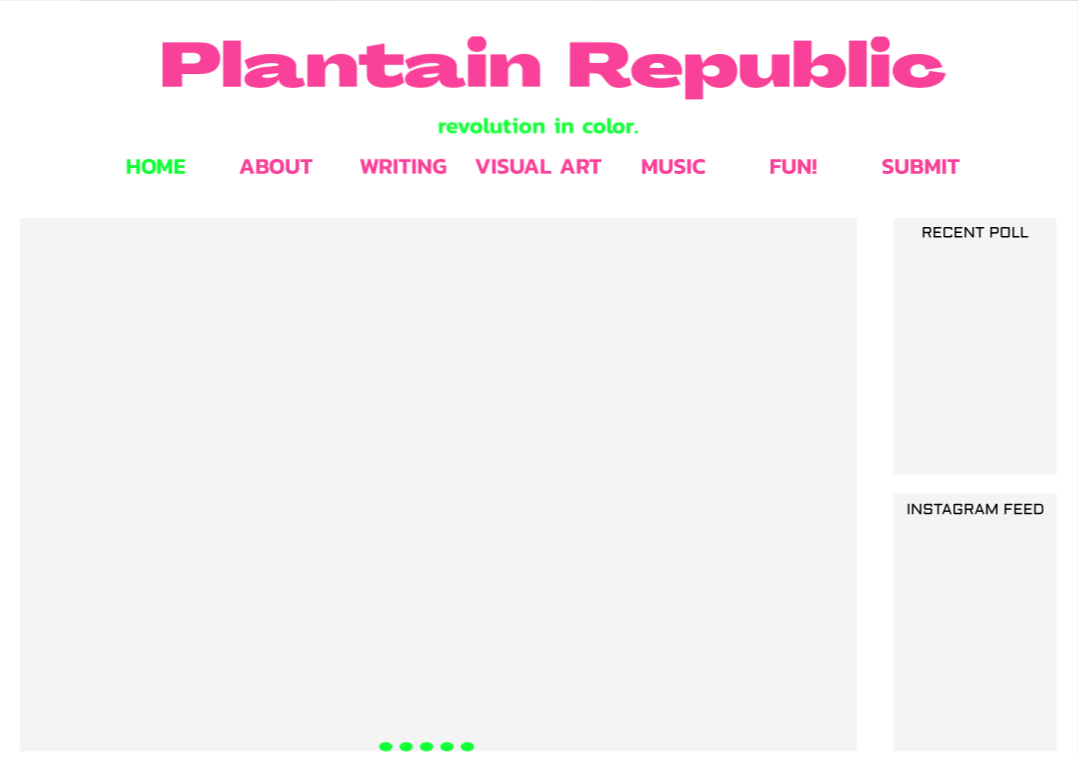 Plantain Republic
revolution in color.
HOME ABOUT WRITING VISUAL ART MUSIC FUN! SUBMIT
RECENT POLL
INSTAGRAM FEED